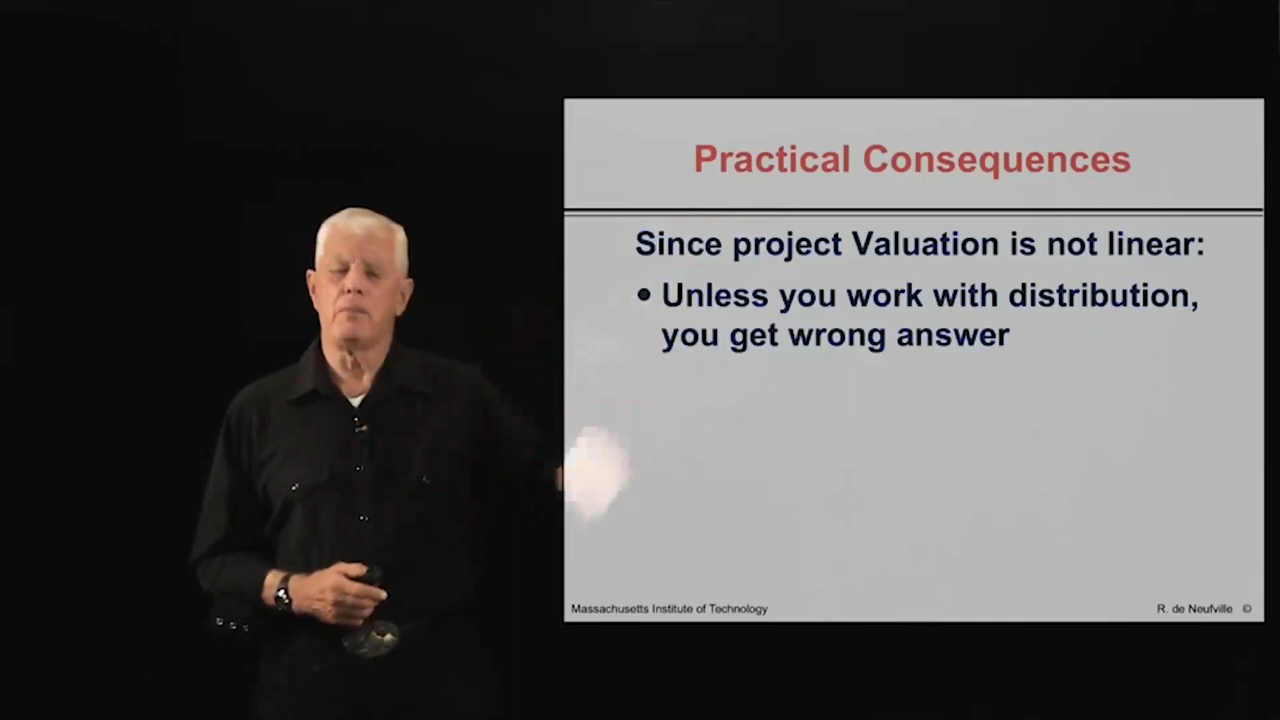 Practical Consequences
Since project Valuation is not linear:
• Unless you work with distribution,
you get wrong answer
Massachusetts Institute of Technology
R. de Neufville ©